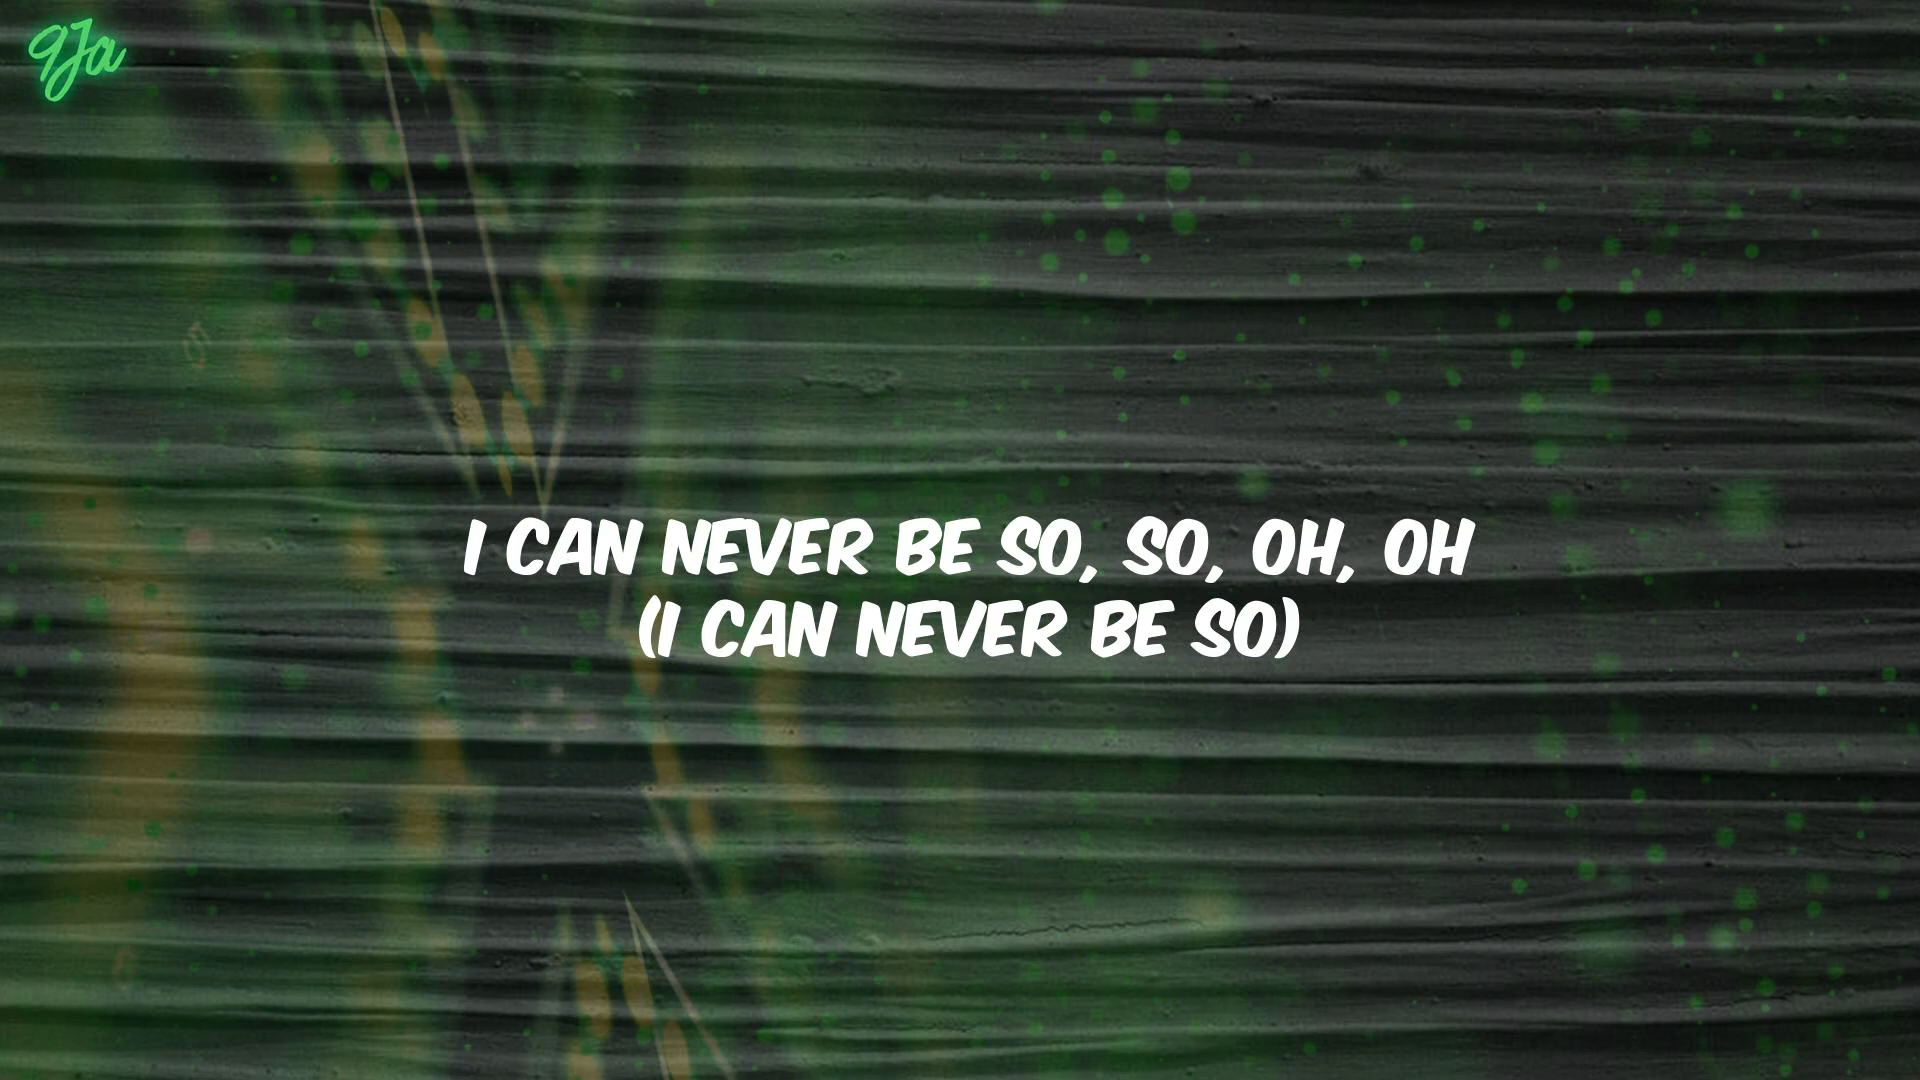 9Ja
I CAN NEVER BE SO, SO, OH, OH
(I CAN NEVER BE SO)